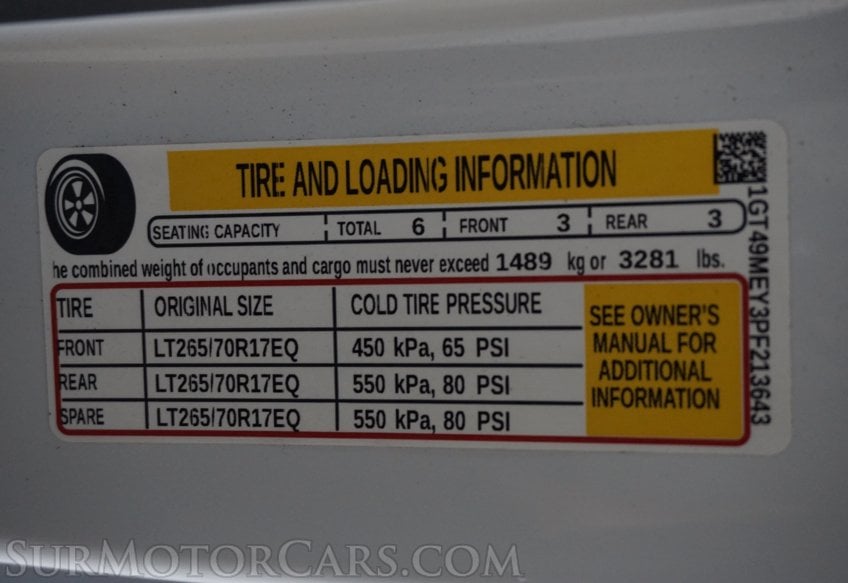 TIRE AND LOADING INFORMATION
SEATING CAPACITY TOTAL 6 FRONT 3 REAR 3
he combined weight of occupants and cargo must never exceed 1489 kg or 3281 lbs.
TIRE ORIGINAL SIZE COLD TIRE PRESSURE
FRONT LT265/70R17EQ 450 kPa, 65 PSI
REAR LT265/70R17EQ 550 kPa, 80 PSI
SPARE LT265/70R17EQ 550 kPa, 80 PSI
SEE OWNER'S
MANUAL FOR
ADDITIONAL
INFORMATION
1GT49MEY3PF213643
SurMotorCars.com